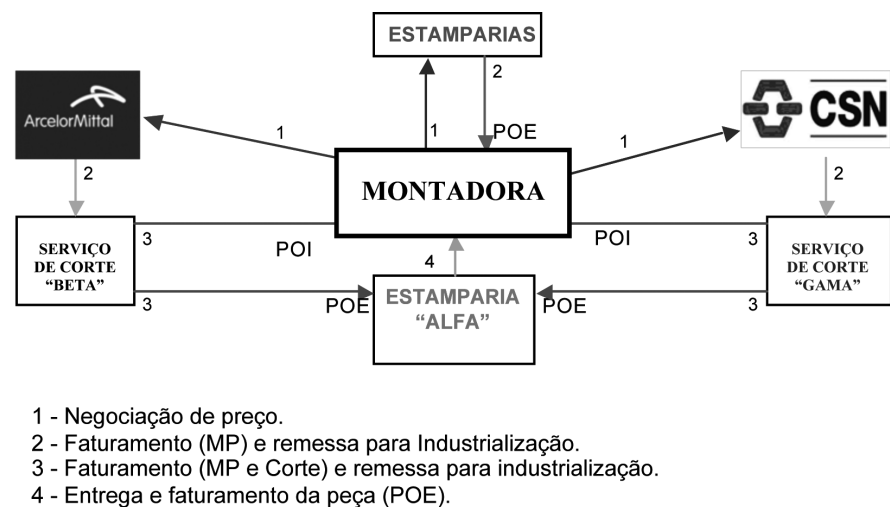 ESTAMPARIAS
2
ArcelorMittal
1
1
POE
1
CSN
2
MONTADORA
2
SERVIÇO
DE CORTE
“BETA”
3
POI
POI
3
SERVIÇO
DE CORTE
“GAMA”
4
3
POE
ESTAMPARIA
“ALFA”
POE
3
1 - Negociação de preço.
2 - Faturamento (MP) e remessa para Industrialização.
3 - Faturamento (MP e Corte) e remessa para industrialização.
4 - Entrega e faturamento da peça (POE).